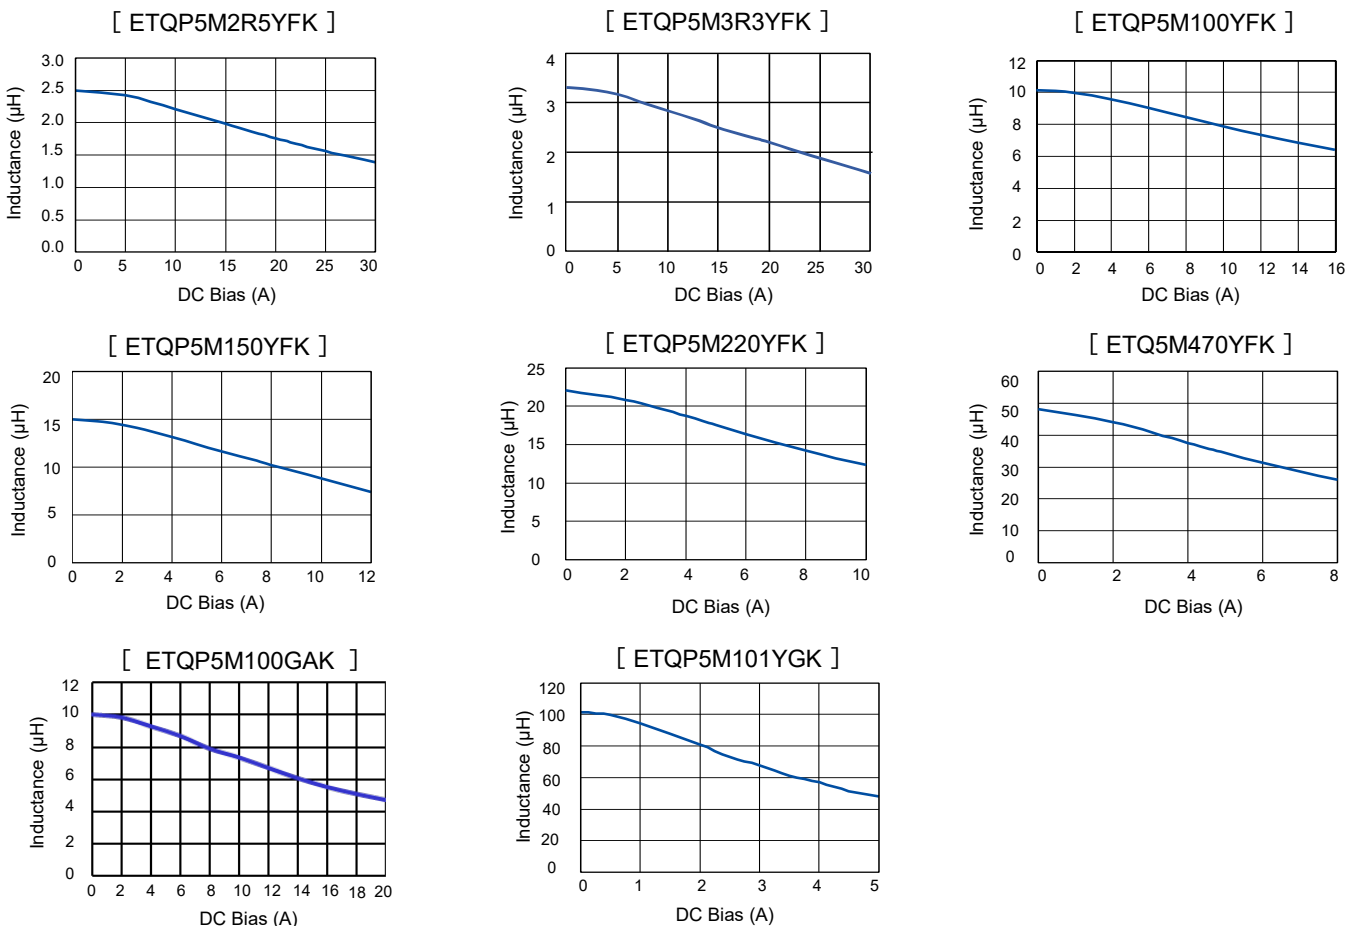 [ ETQP5M2R5YFK ]
Inductance (µH)
3.0
2.5
2.0
1.5
1.0
0.5
0.0
0 5 10 15 20 25 30
DC Bias (A)
[ ETQP5M3R3YFK ]
Inductance (µH)
4
3
2
1
0
0 5 10 15 20 25 30
DC Bias (A)
[ ETQP5M100YFK ]
Inductance (µH)
12
10
8
6
4
2
0
0 2 4 6 8 10 12 14 16
DC Bias (A)
[ ETQP5M150YFK ]
Inductance (µH)
20
15
10
5
0
0 2 4 6 8 10 12
DC Bias (A)
[ ETQP5M220YFK ]
Inductance (µH)
25
20
15
10
5
0
0 2 4 6 8 10
DC Bias (A)
[ ETQ5M470YFK ]
Inductance (µH)
60
50
40
30
20
10
0
0 2 4 6 8
DC Bias (A)
[ ETQP5M100GAK ]
Inductance (µH)
12
10
8
6
4
2
0
0 2 4 6 8 10 12 14 16 18 20
DC Bias (A)
[ ETQP5M101YGK ]
Inductance (µH)
120
100
80
60
40
20
0
0 1 2 3 4 5
DC Bias (A)